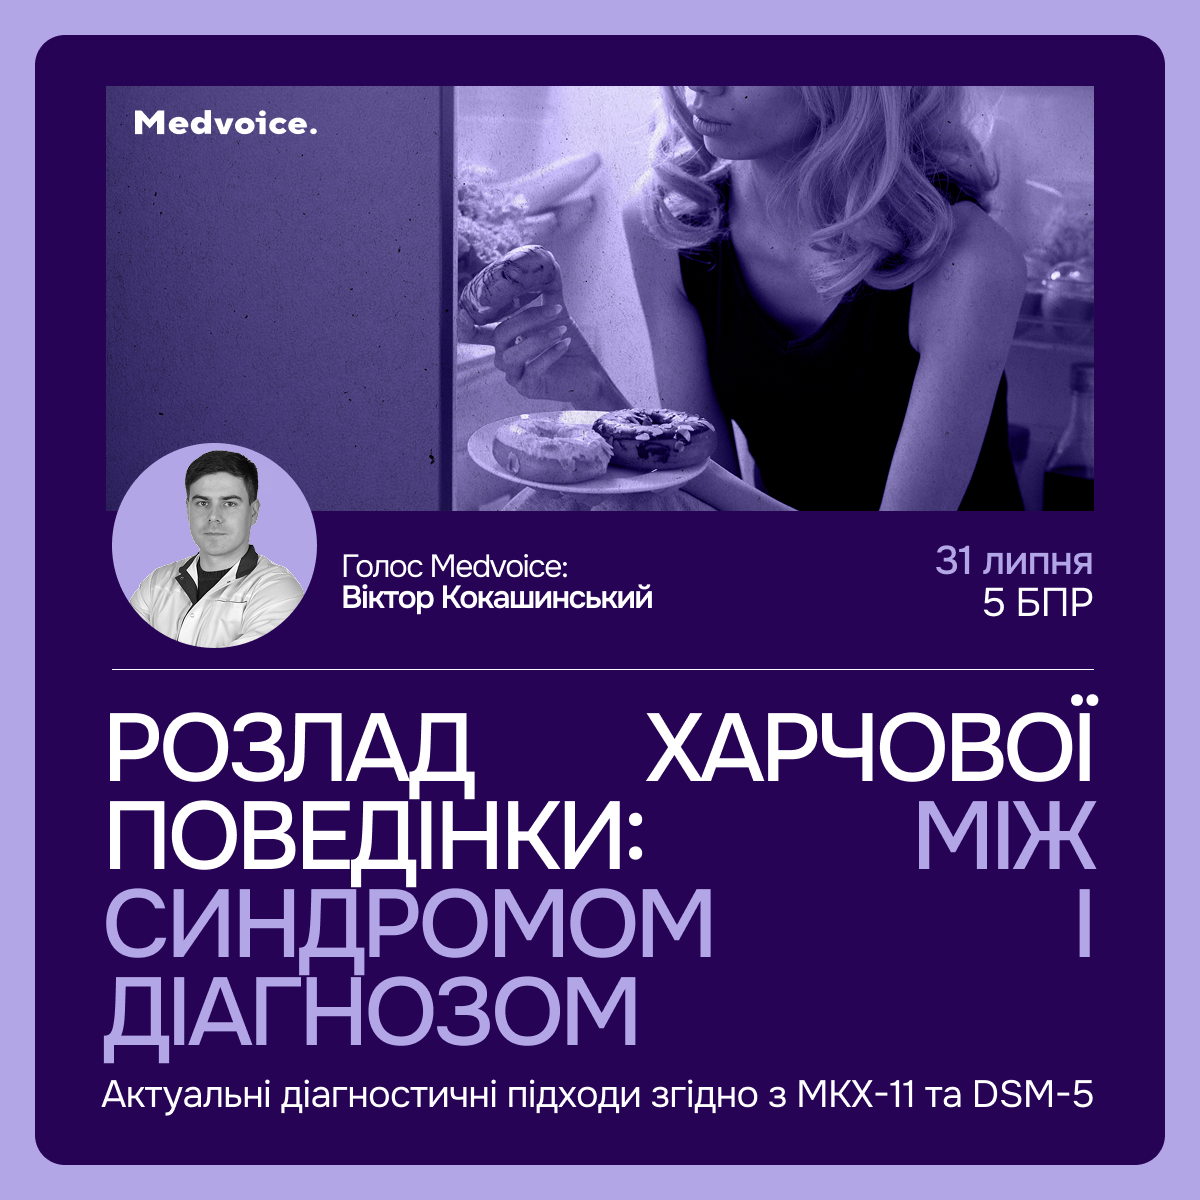 Medvoice.
Голос Medvoice:
Віктор Кокашинський
31 липня
5 БПР
РОЗЛАД ХАРЧОВОЇ
ПОВЕДІНКИ: МІЖ
СИНДРОМОМ І
ДІАГНОЗОМ
Актуальні діагностичні підходи згідно з МКХ-11 та DSM-5